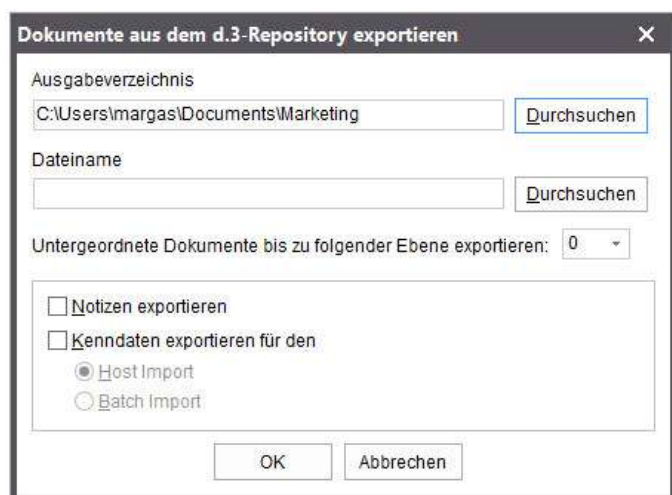 Dokumente aus dem d.3-Repository exportieren
Ausgabeverzeichnis
C:\Users\margas\Documents\Marketing
Durchsuchen
Dateiname
Durchsuchen
Untergeordnete Dokumente bis zu folgender Ebene exportieren: 0
Notizen exportieren
Kenndaten exportieren für den
Host Import
Batch Import
OK Abbrechen